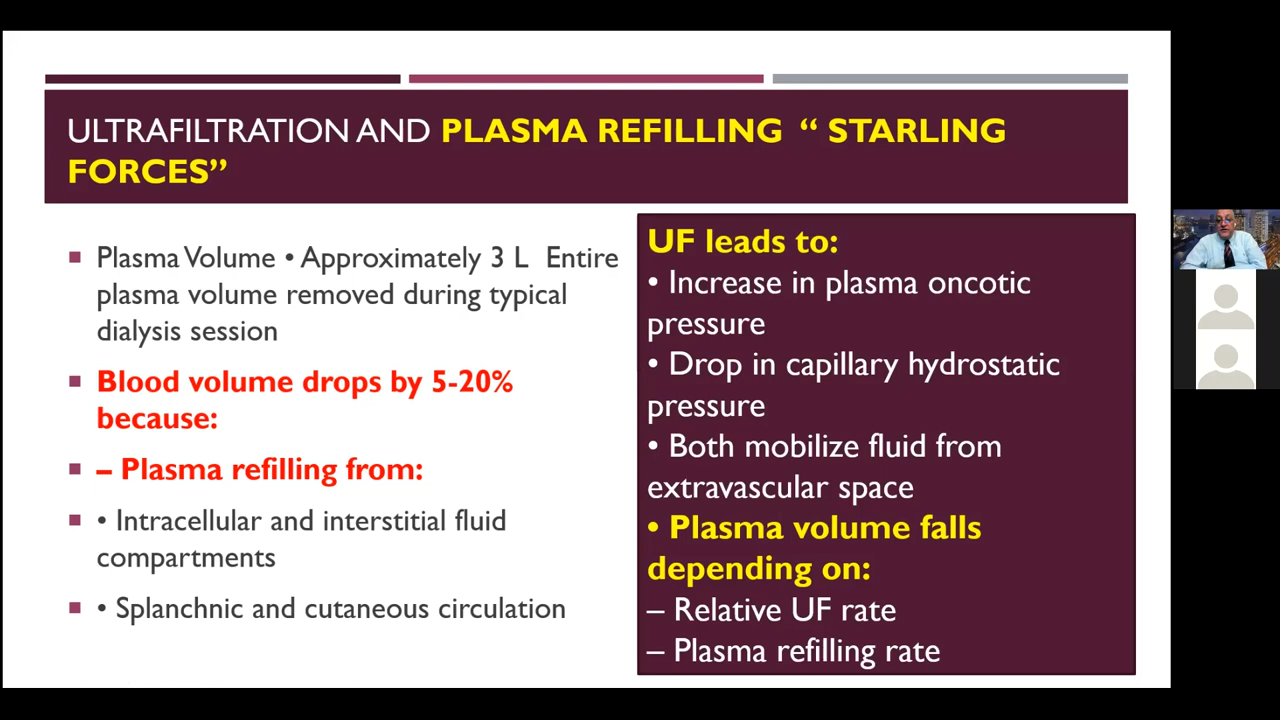 ULTRAFILTRATION AND PLASMA REFILLING “ STARLING
FORCES”
Plasma Volume • Approximately 3 L Entire
plasma volume removed during typical
dialysis session
Blood volume drops by 5-20%
because:
– Plasma refilling from:
• Intracellular and interstitial fluid
compartments
• Splanchnic and cutaneous circulation
UF leads to:
• Increase in plasma oncotic
pressure
• Drop in capillary hydrostatic
pressure
• Both mobilize fluid from
extravascular space
• Plasma volume falls
depending on:
– Relative UF rate
– Plasma refilling rate